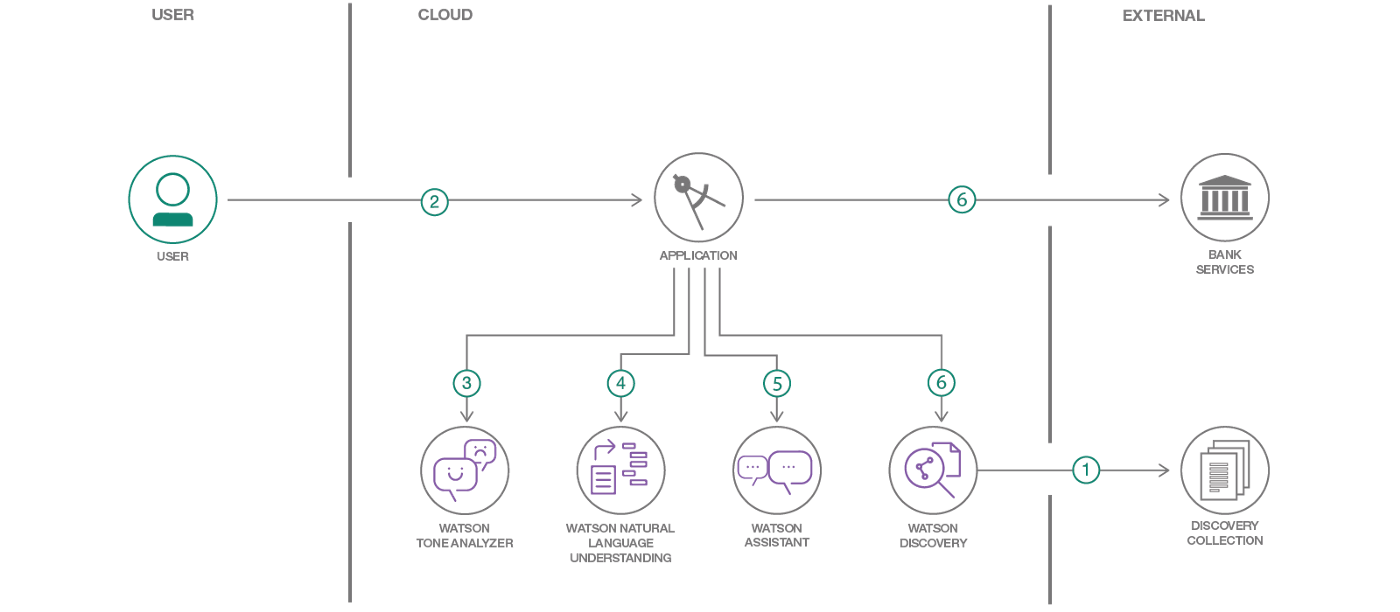 USER
CLOUD
EXTERNAL
2
6
USER
APPLICATION
BANK
SERVICES
3
4
5
6
1
WATSON
TONE ANALYZER
WATSON NATURAL
LANGUAGE
UNDERSTANDING
WATSON
ASSISTANT
WATSON
DISCOVERY
DISCOVERY
COLLECTION